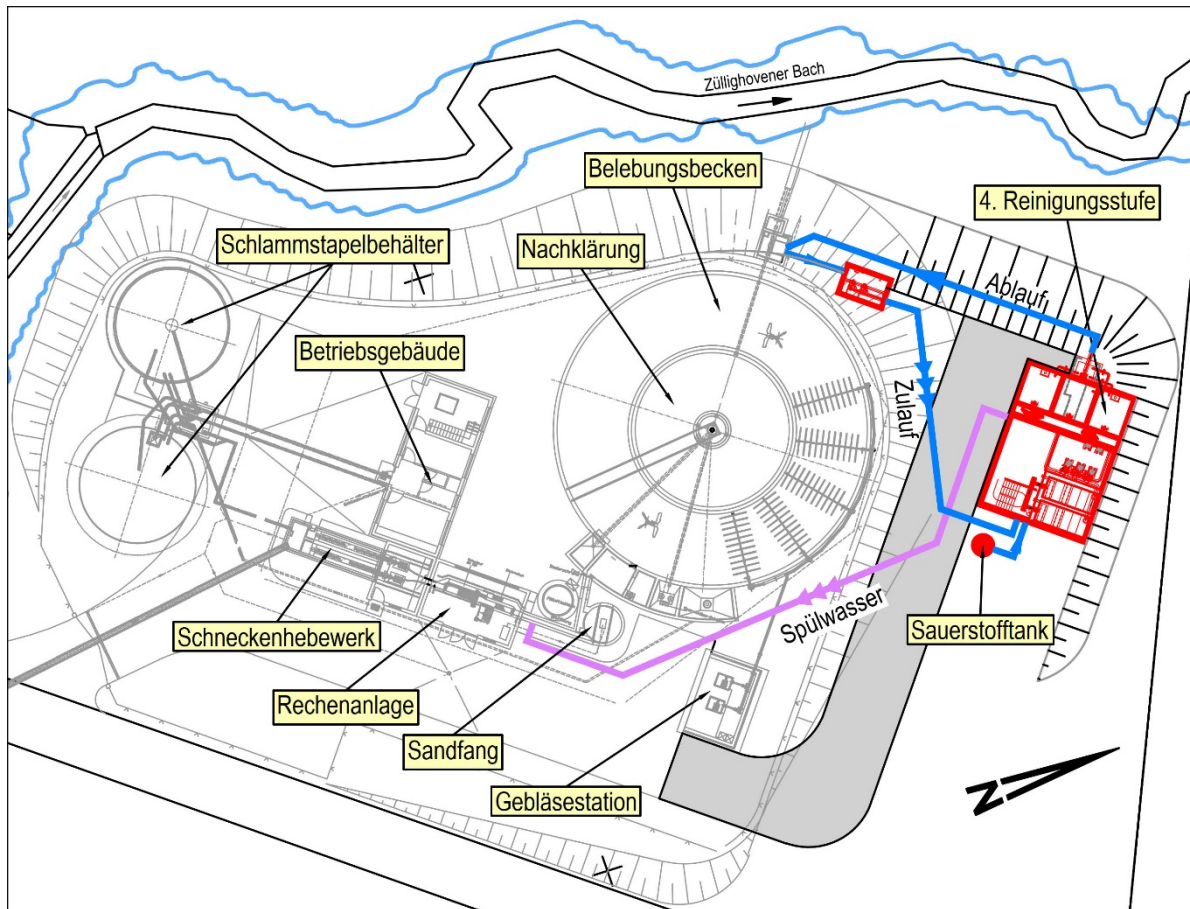 Züllighovener Bach
Belebungsbecken
4. Reinigungsstufe
Schlammstapelbehälter
Nachklärung
Ablauf
Betriebsgebäude
Zulauf
Spülwasser
Schneckenhebewerk
Sauerstofftank
Rechenanlage
Sandfang
Gebläsestation
N